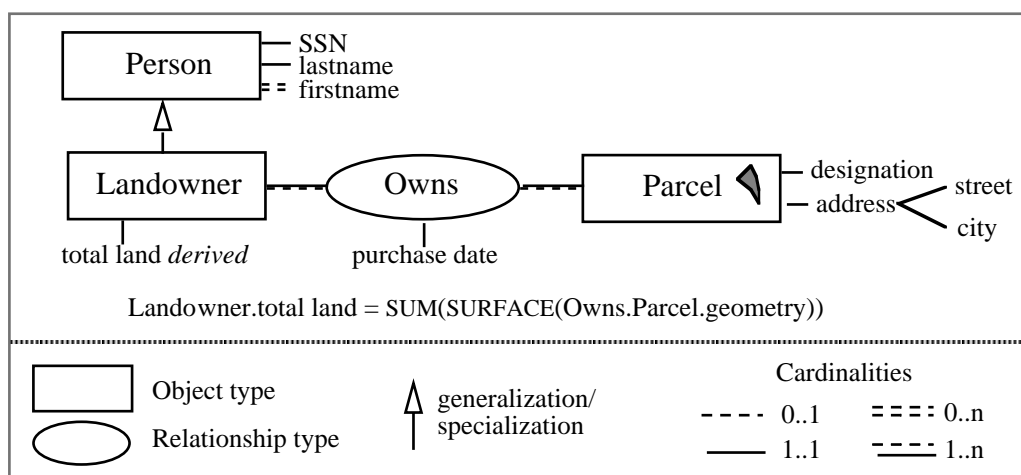 Person
SSN
lastname
firstname
Landowner
Owns
Parcel
designation
address
street
city
total land derived
purchase date
Landowner.total land = SUM(SURFACE(Owns.Parcel.geometry))
Object type
Relationship type
generalization/
specialization
Cardinalities
0..1
0..n
1..1
1..n